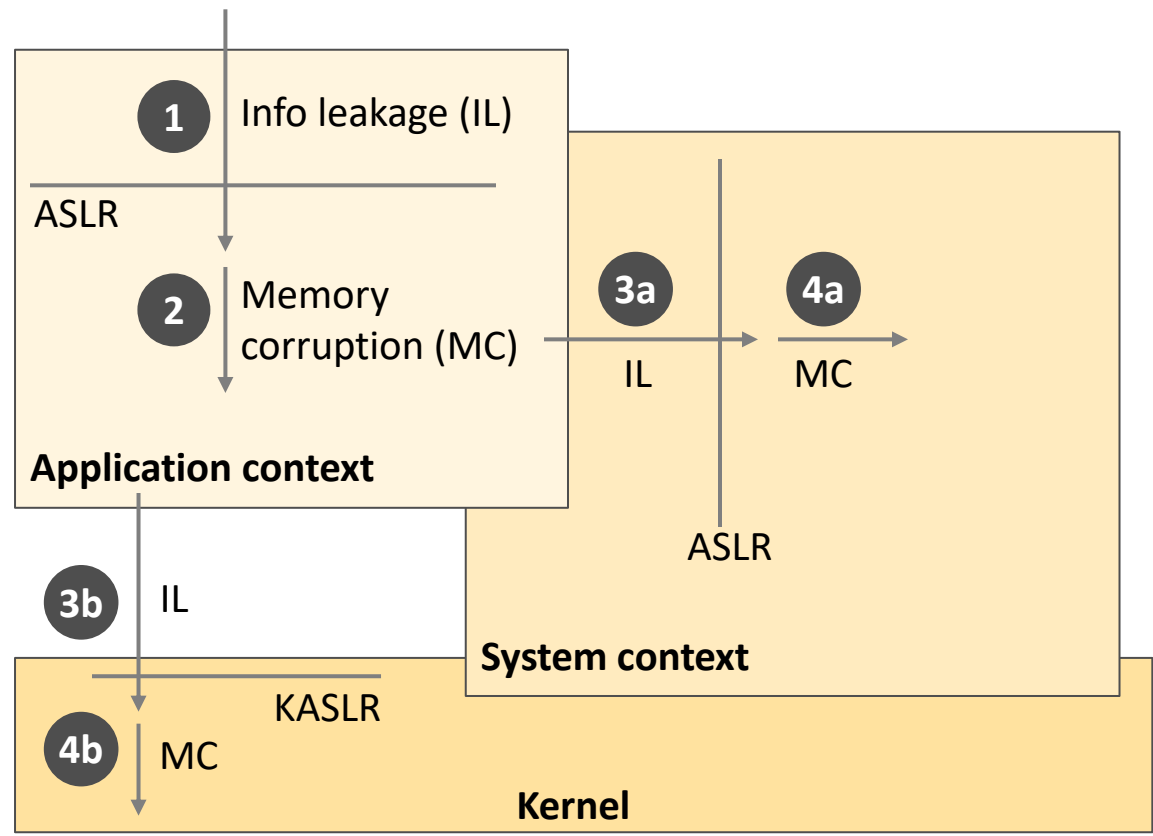 1
Info leakage (IL)
ASLR
2
Memory
corruption (MC)
3a
4a
IL
MC
Application context
ASLR
3b
IL
System context
KASLR
4b
MC
Kernel